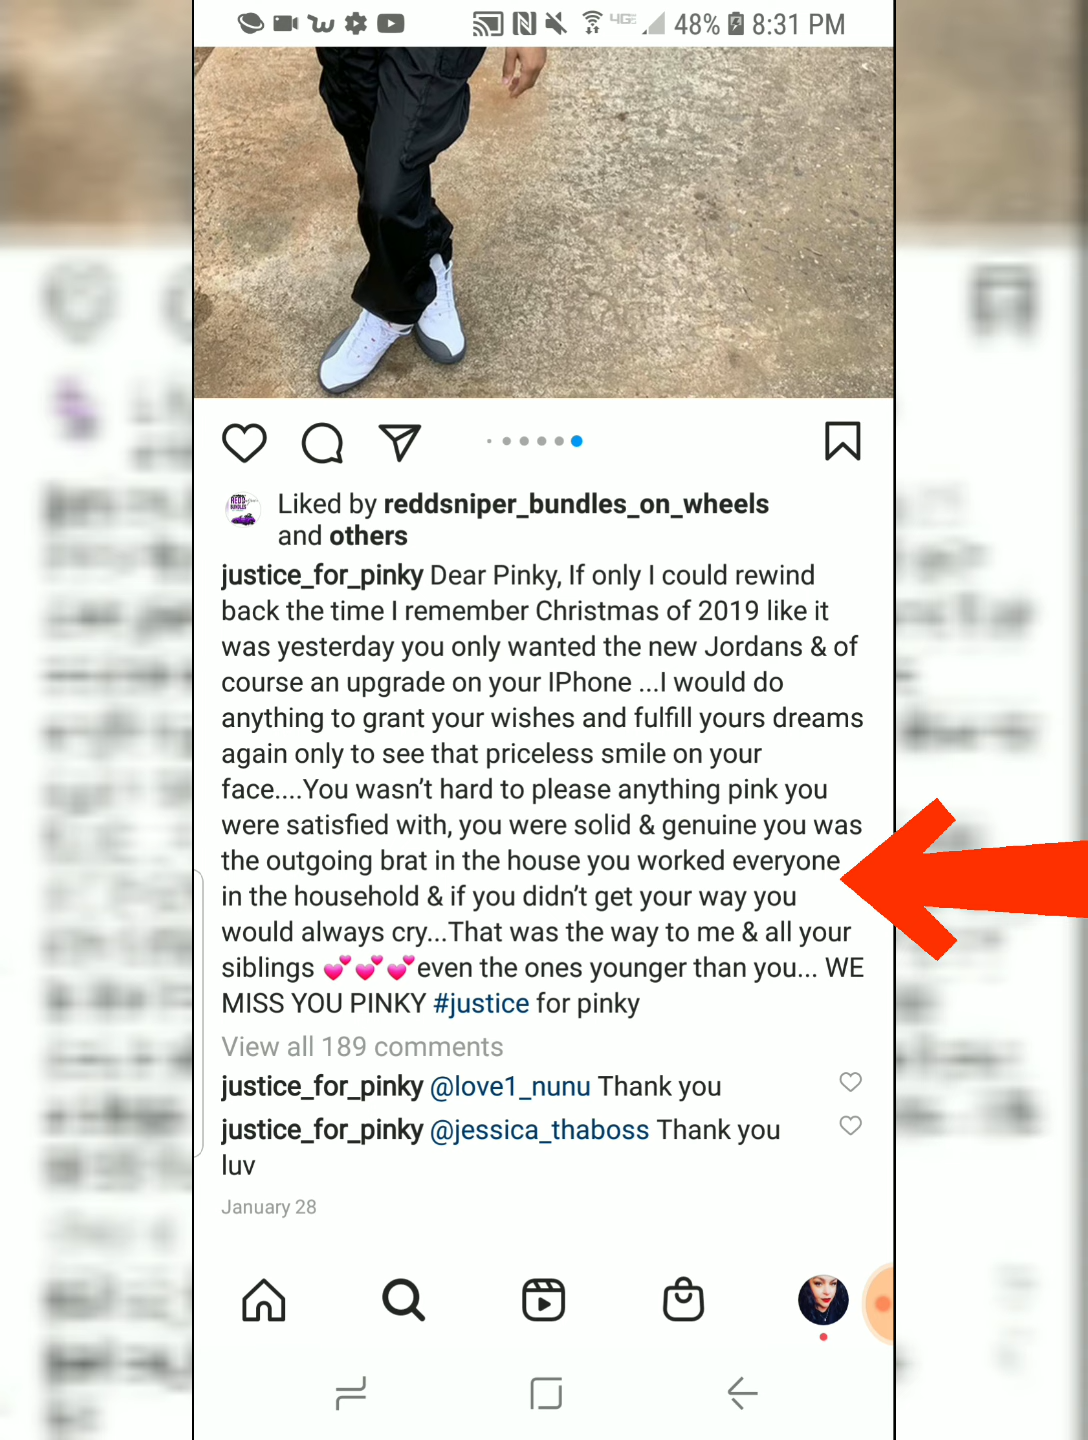 4GE 48% 8:31 PM
Liked by reddsniper_bundles_on_wheels
and others
justice_for_pinky Dear Pinky, If only I could rewind
back the time I remember Christmas of 2019 like it
was yesterday you only wanted the new Jordans & of
course an upgrade on your IPhone ...I would do
anything to grant your wishes and fulfill yours dreams
again only to see that priceless smile on your
face....You wasn't hard to please anything pink you
were satisfied with, you were solid & genuine you was
the outgoing brat in the house you worked everyone
in the household & if you didn't get your way you
would always cry...That was the way to me & all your
siblings 💕💕💕even the ones younger than you... WE
MISS YOU PINKY #justice for pinky
View all 189 comments
justice_for_pinky @love1_nunu Thank you
justice_for_pinky @jessica_thaboss Thank you
luv
January 28